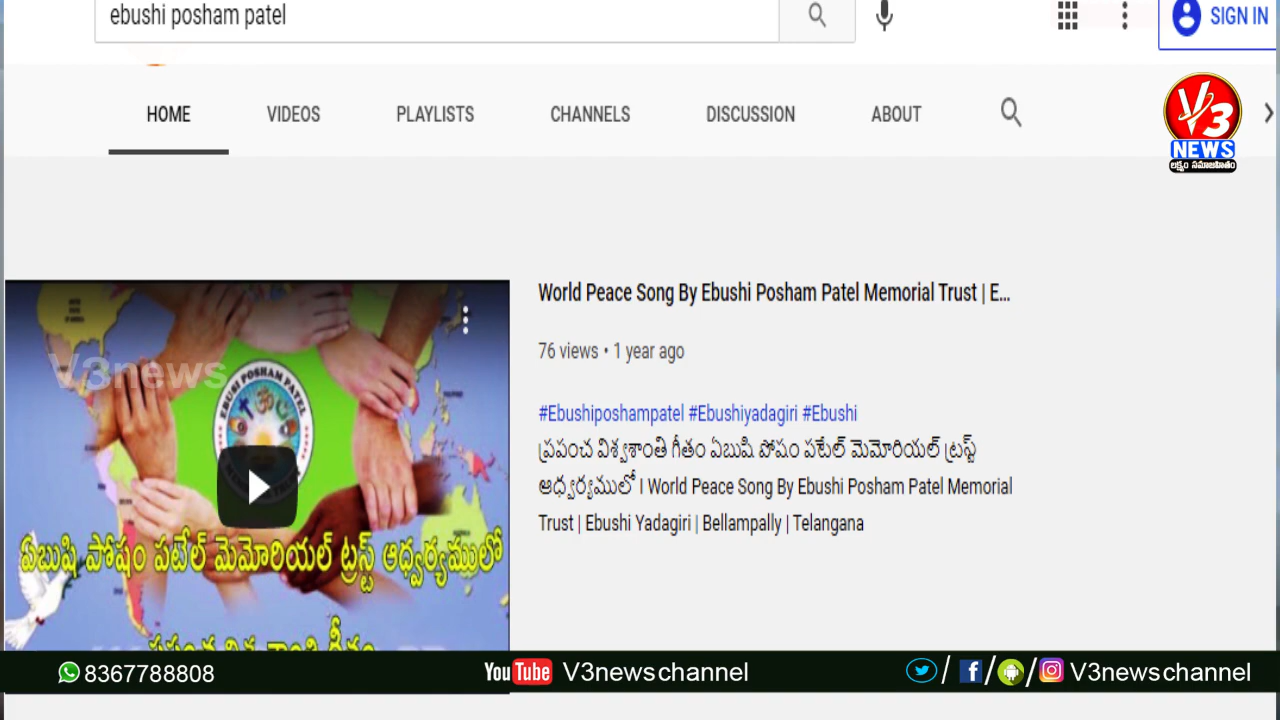 ebushi posham patel
SIGN IN
HOME VIDEOS PLAYLISTS CHANNELS DISCUSSION ABOUT
V3
NEWS
లక్ష్యం సమాజహితం
World Peace Song By Ebushi Posham Patel Memorial Trust | E...
76 views • 1 year ago
#Ebushiposhampatel #Ebushiyadagiri #Ebushi
ప్రపంచ విశ్వశాంతి గీతం ఏబుషి పోషం పటేల్ మెమోరియల్ ట్రస్ట్
ఆధ్వర్యములో I World Peace Song By Ebushi Posham Patel Memorial
Trust | Ebushi Yadagiri | Bellampally | Telangana
V3news
EBUSI POSHAM PATEL
ఏబుషి పోషం పటేల్ మెమోరియల్ ట్రస్ట్ ఆధ్వర్యములో
8367788808 YouTube V3newschannel / / / V3newschannel